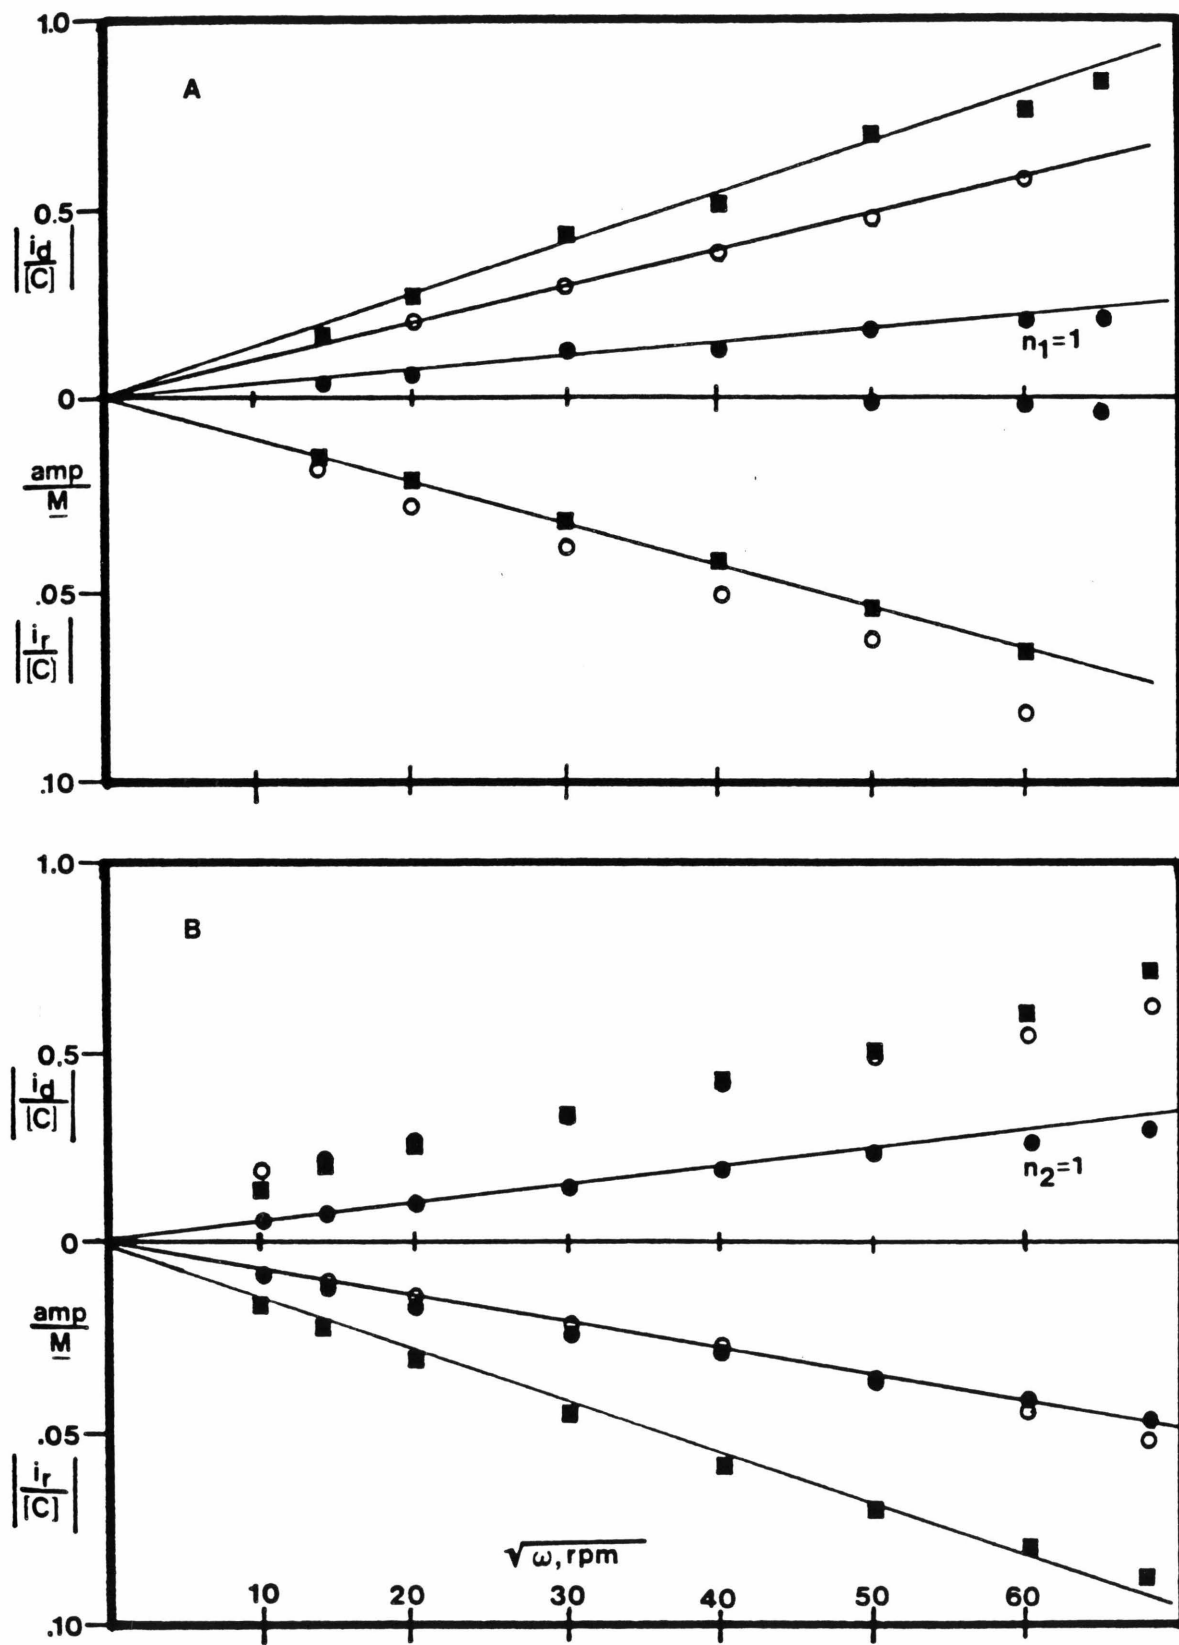 1.0
A
0.5
|i_d/[C]|
n₁=1
0
amp/M
.05
|i_r/[C]|
.10
1.0
B
0.5
|i_d/[C]|
n₂=1
0
amp/M
.05
|i_r/[C]|
√ω,rpm
10 20 30 40 50 60
.10